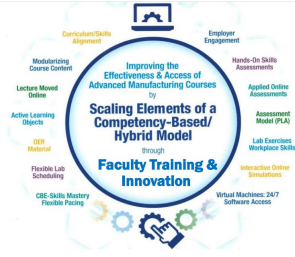 Curriculum/Skills
Alignment
Employer
Engagement
Modularizing
Course Content
Hands-On Skills
Assessments
Improving the
Effectiveness & Access of
Advanced Manufacturing Courses
by
Scaling Elements of a
Competency-Based/
Hybrid Model
through
Faculty Training &
Innovation
Lecture Moved
Online
Applied Online
Assessments
Active Learning
Objects
Assessment
Model (PLA)
OER
Material
Lab Exercises
Workplace Skills
Flexible Lab
Scheduling
Interactive Online
Simulations
CBE-Skills Mastery
Flexible Pacing
Virtual Machines: 24/7
Software Access